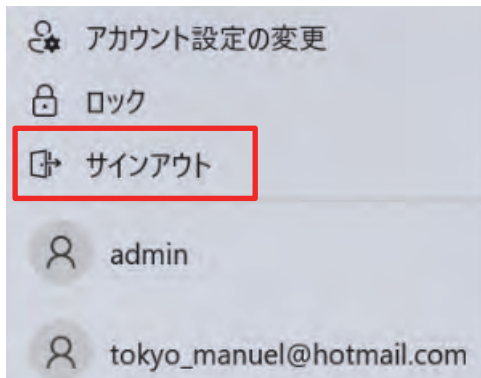 アカウント設定の変更
ロック
サインアウト
admin
tokyo_manuel@hotmail.com